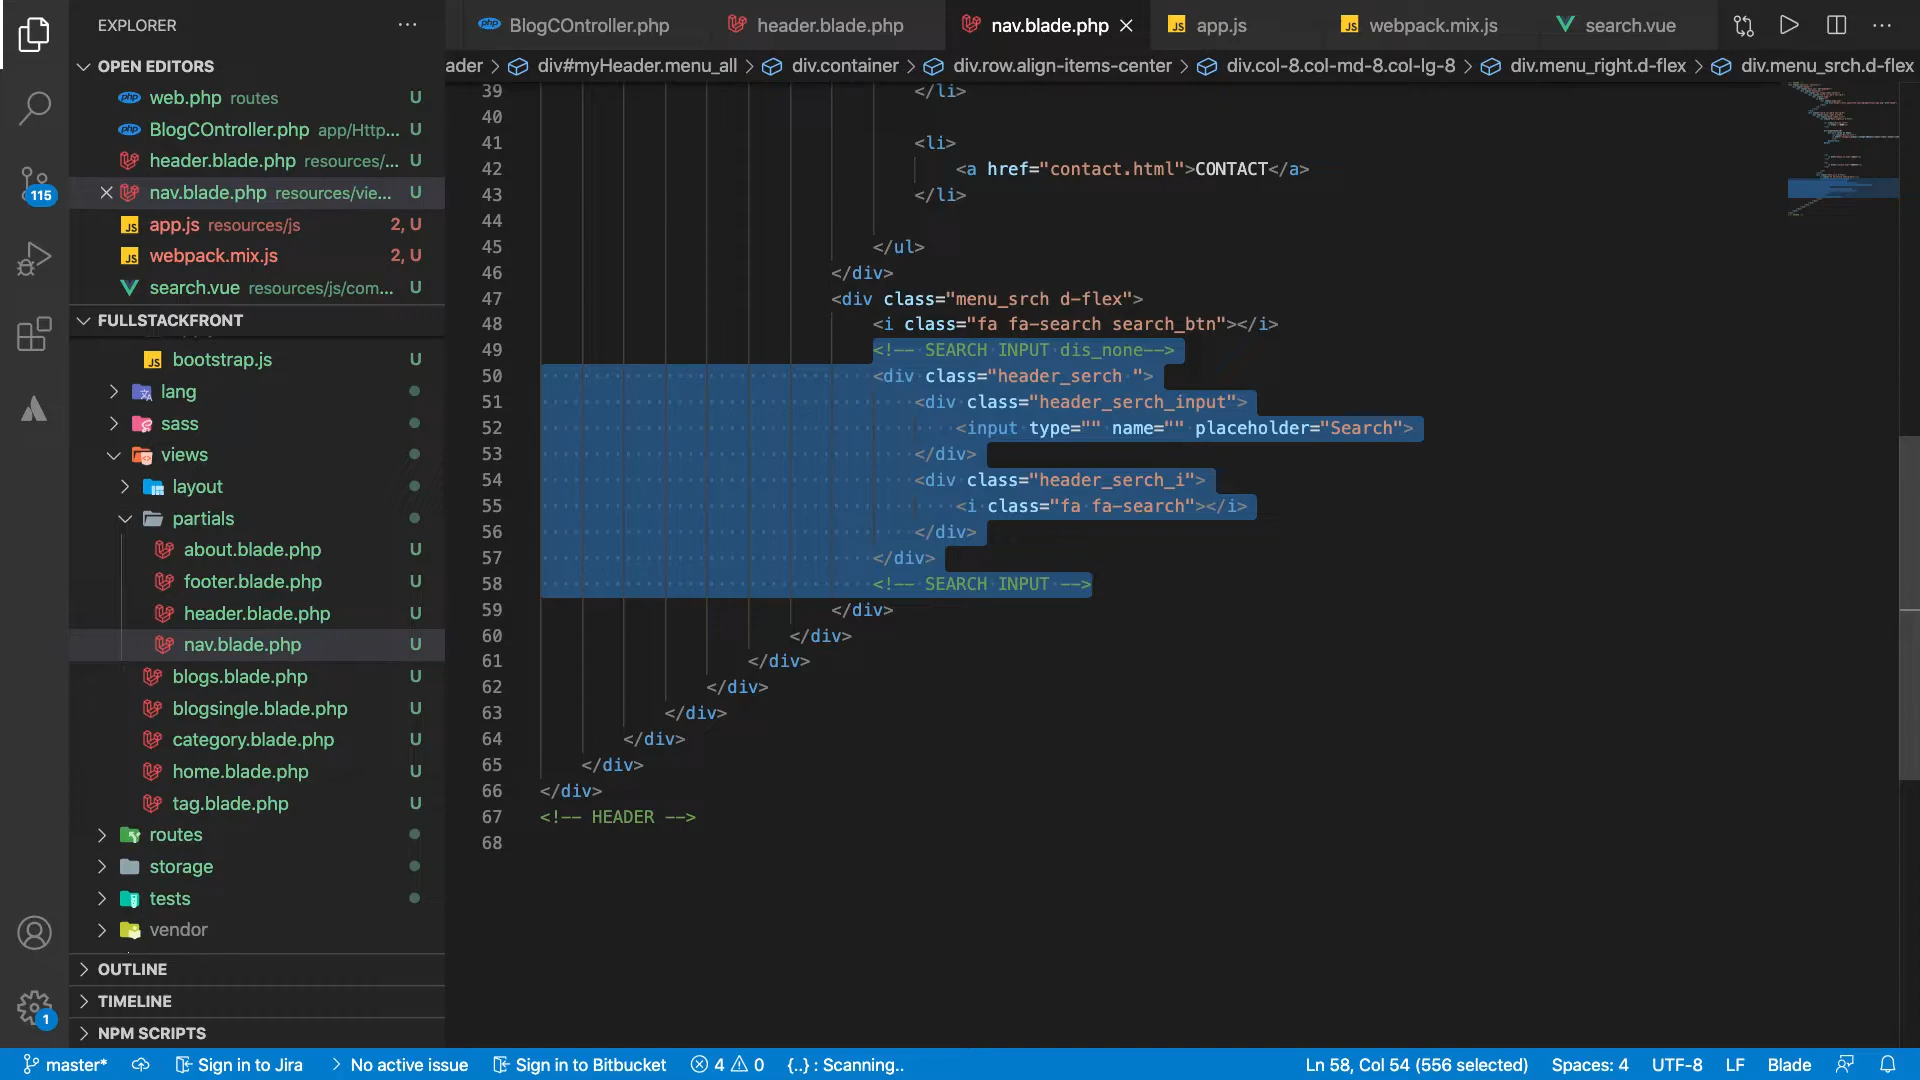 EXPLORER
OPEN EDITORS
web.php routes U
BlogCOntroller.php app/Http... U
header.blade.php resources/... U
nav.blade.php resources/vie... U
app.js resources/js 2, U
webpack.mix.js 2, U
search.vue resources/js/com... U
FULLSTACKFRONT
bootstrap.js U
lang
sass
views
layout
partials
about.blade.php U
footer.blade.php U
header.blade.php U
nav.blade.php U
blogs.blade.php U
blogsingle.blade.php U
category.blade.php U
home.blade.php U
tag.blade.php U
routes
storage
tests
vendor
OUTLINE
TIMELINE
NPM SCRIPTS
115
1
BlogCOntroller.php header.blade.php nav.blade.php app.js webpack.mix.js search.vue
ader > div#myHeader.menu_all > div.container > div.row.align-items-center > div.col-8.col-md-8.col-lg-8 > div.menu_right.d-flex > div.menu_srch.d-flex
39 </li>
40
41 <li>
42 <a href="contact.html">CONTACT</a>
43 </li>
44
45 </ul>
46 </div>
47 <div class="menu_srch d-flex">
48 <i class="fa fa-search search_btn"></i>
49 <!-- SEARCH INPUT dis_none-->
50 <div class="header_serch ">
51 <div class="header_serch_input">
52 <input type="" name="" placeholder="Search">
53 </div>
54 <div class="header_serch_i">
55 <i class="fa fa-search"></i>
56 </div>
57 </div>
58 <!-- SEARCH INPUT -->
59 </div>
60 </div>
61 </div>
62 </div>
63 </div>
64 </div>
65 </div>
66 </div>
67 <!-- HEADER -->
68
master* Sign in to Jira No active issue Sign in to Bitbucket 4 0 {..} : Scanning.. Ln 58, Col 54 (556 selected) Spaces: 4 UTF-8 LF Blade